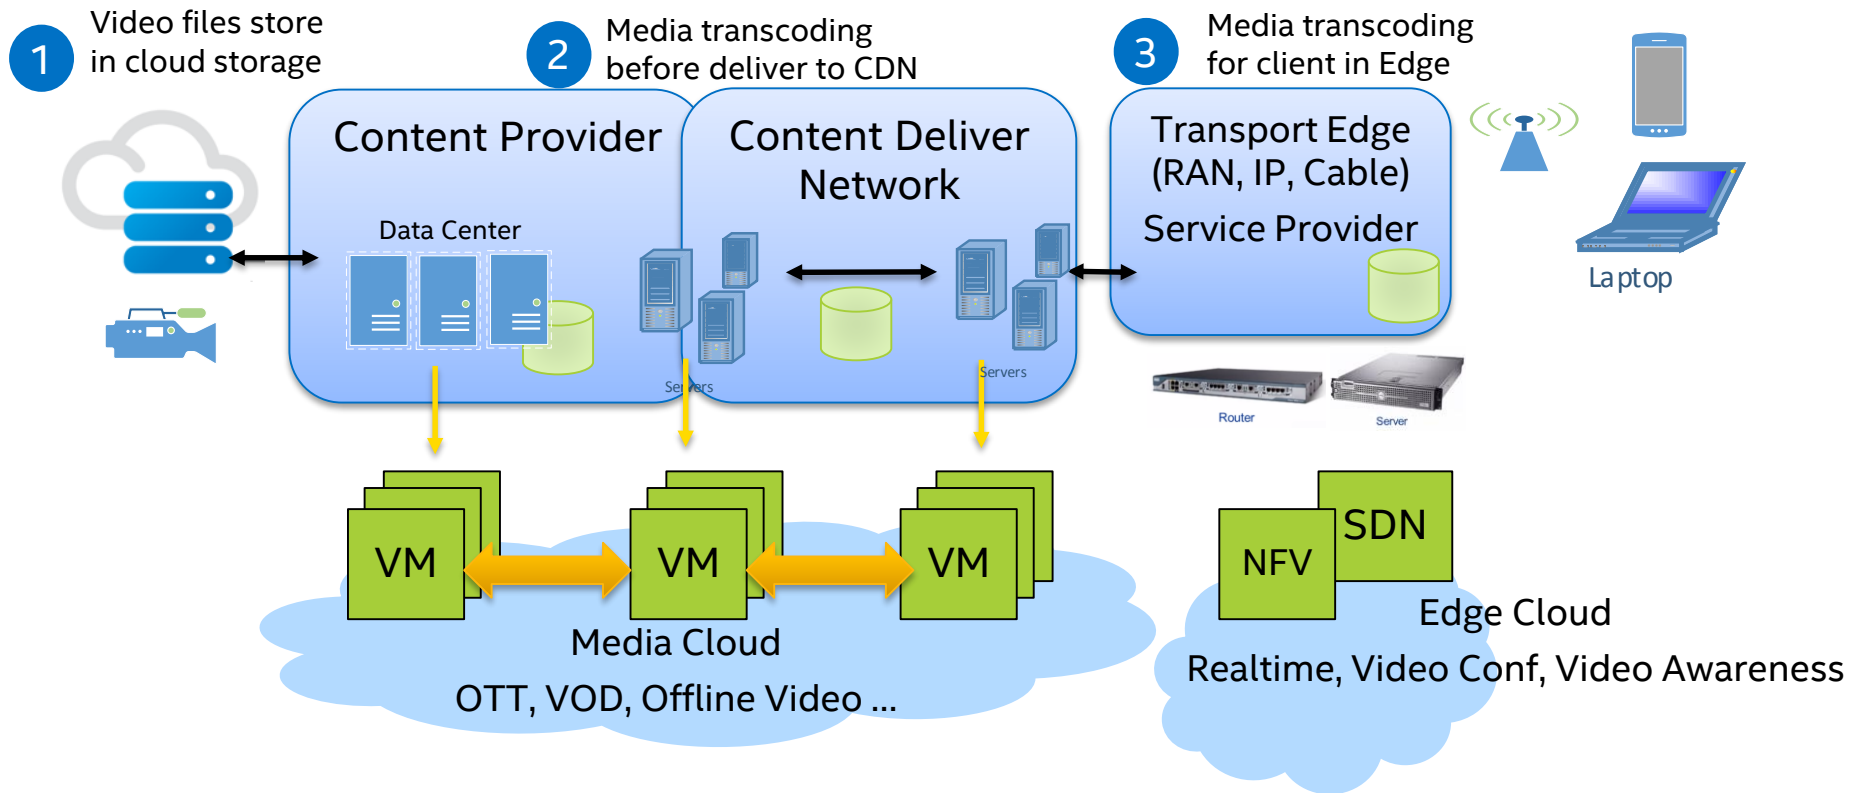 1
Video files store
in cloud storage
2
Media transcoding
before deliver to CDN
3
Media transcoding
for client in Edge
Content Provider
Content Deliver
Network
Transport Edge
(RAN, IP, Cable)
Service Provider
Data Center
Laptop
Servers
Servers
Router
Server
VM
VM
VM
NFV
SDN
Media Cloud
OTT, VOD, Offline Video ...
Edge Cloud
Realtime, Video Conf, Video Awareness